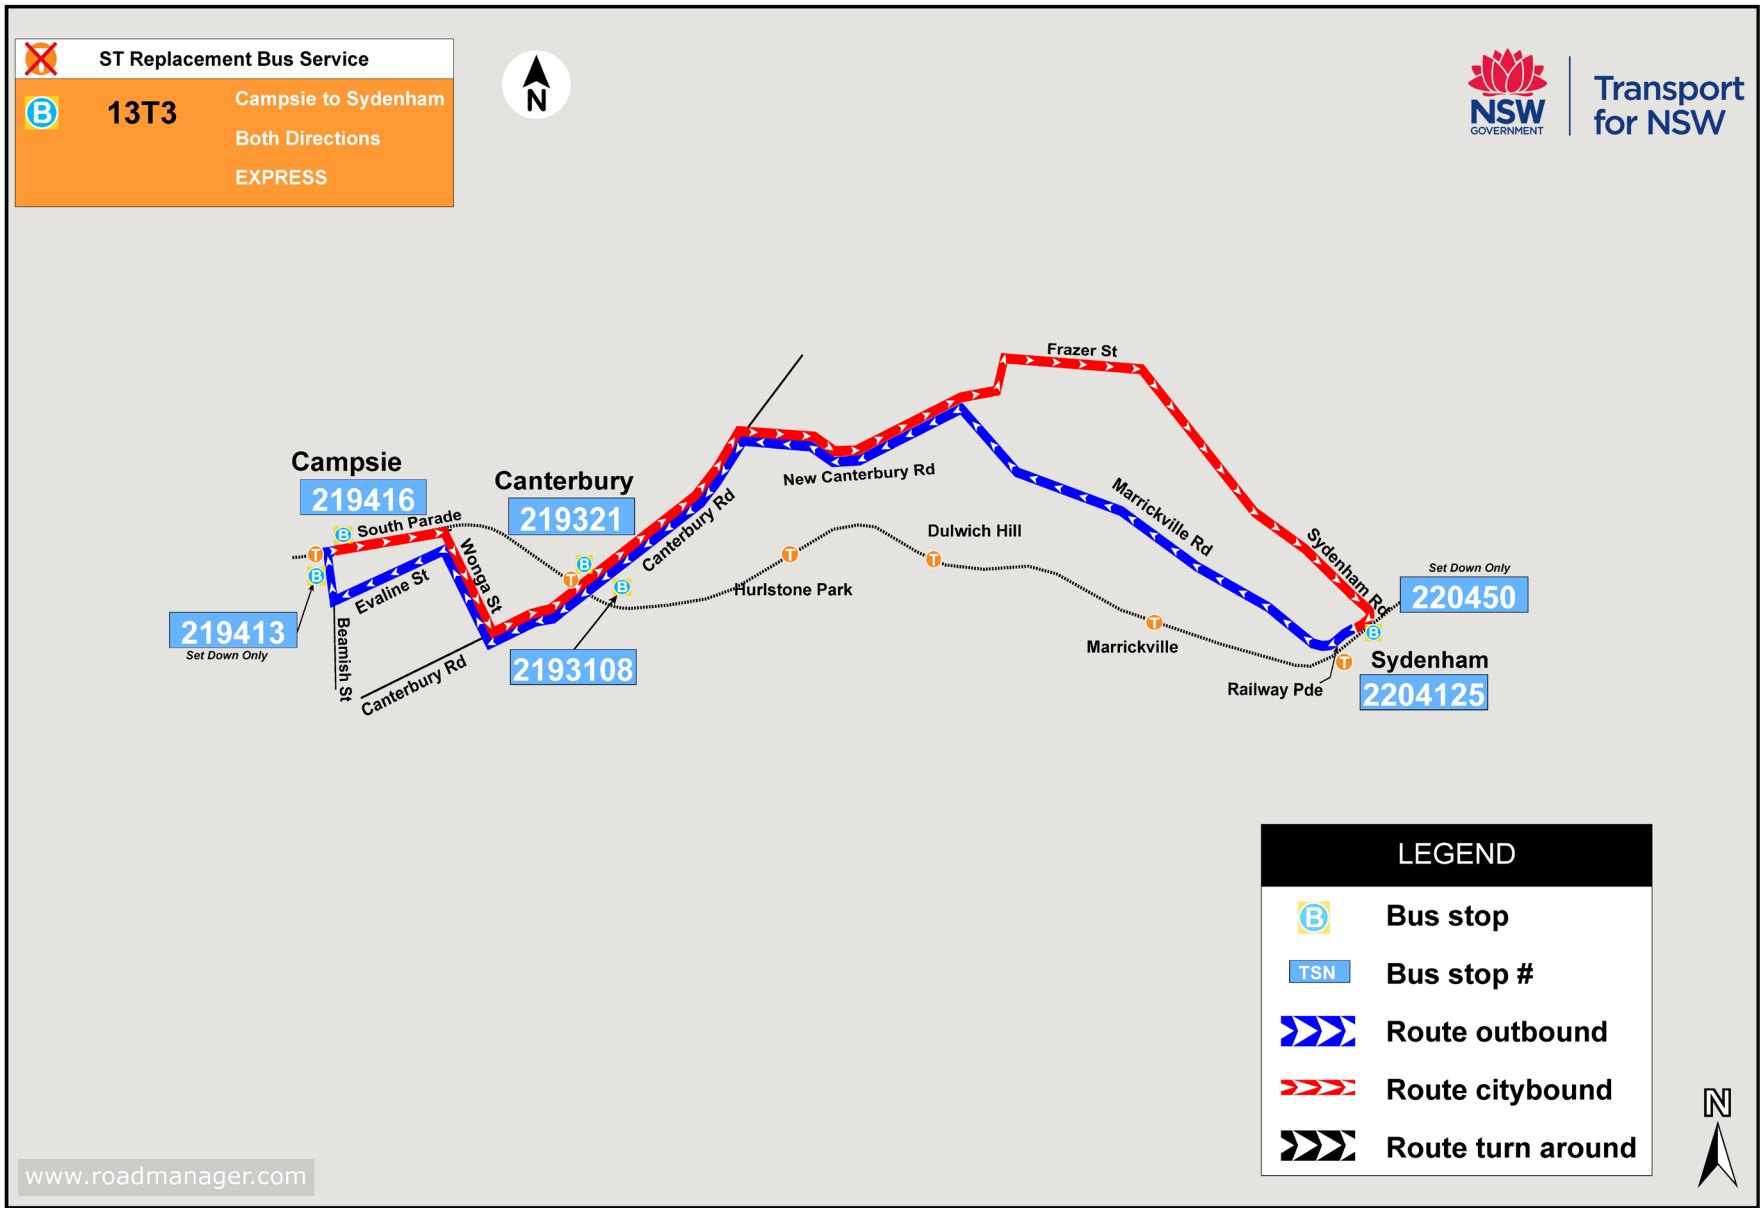 ST Replacement Bus Service
B
13T3
Campsie to Sydenham
Both Directions
EXPRESS
N
NSW
GOVERNMENT
Transport
for NSW
Frazer St
Campsie
219416
Canterbury
219321
New Canterbury Rd
South Parade
B
T
B
Wonga St
Canterbury Rd
Marrickville Rd
Dulwich Hill
Sydenham Rd
Set Down Only
220450
B
T
B
T
T
Evaline St
Hurlstone Park
219413
Set Down Only
Beamish St
Canterbury Rd
2193108
T
Marrickville
B
T
Sydenham
Railway Pde
2204125
LEGEND
B
Bus stop
TSN
Bus stop #
Route outbound
Route citybound
Route turn around
N
www.roadmanager.com